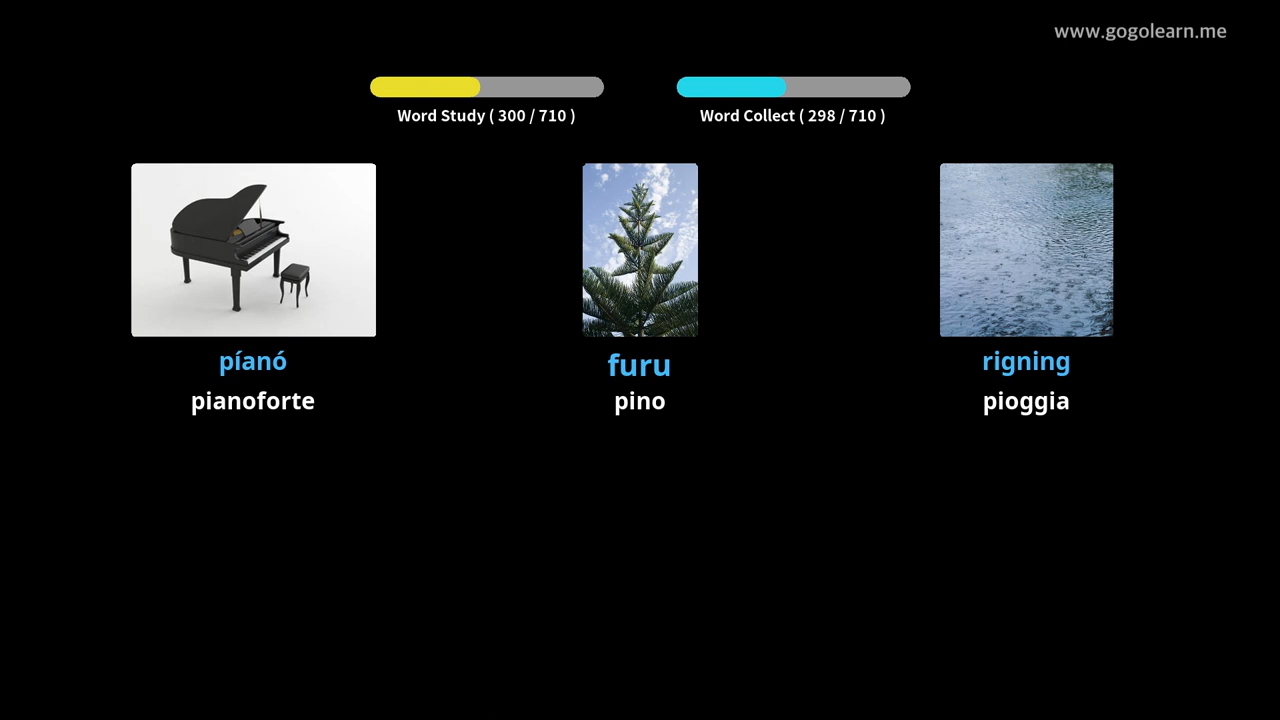 www.gogolearn.me
Word Study ( 300 / 710 )
Word Collect ( 298 / 710 )
píanó
furu
rigning
pianoforte
pino
pioggia